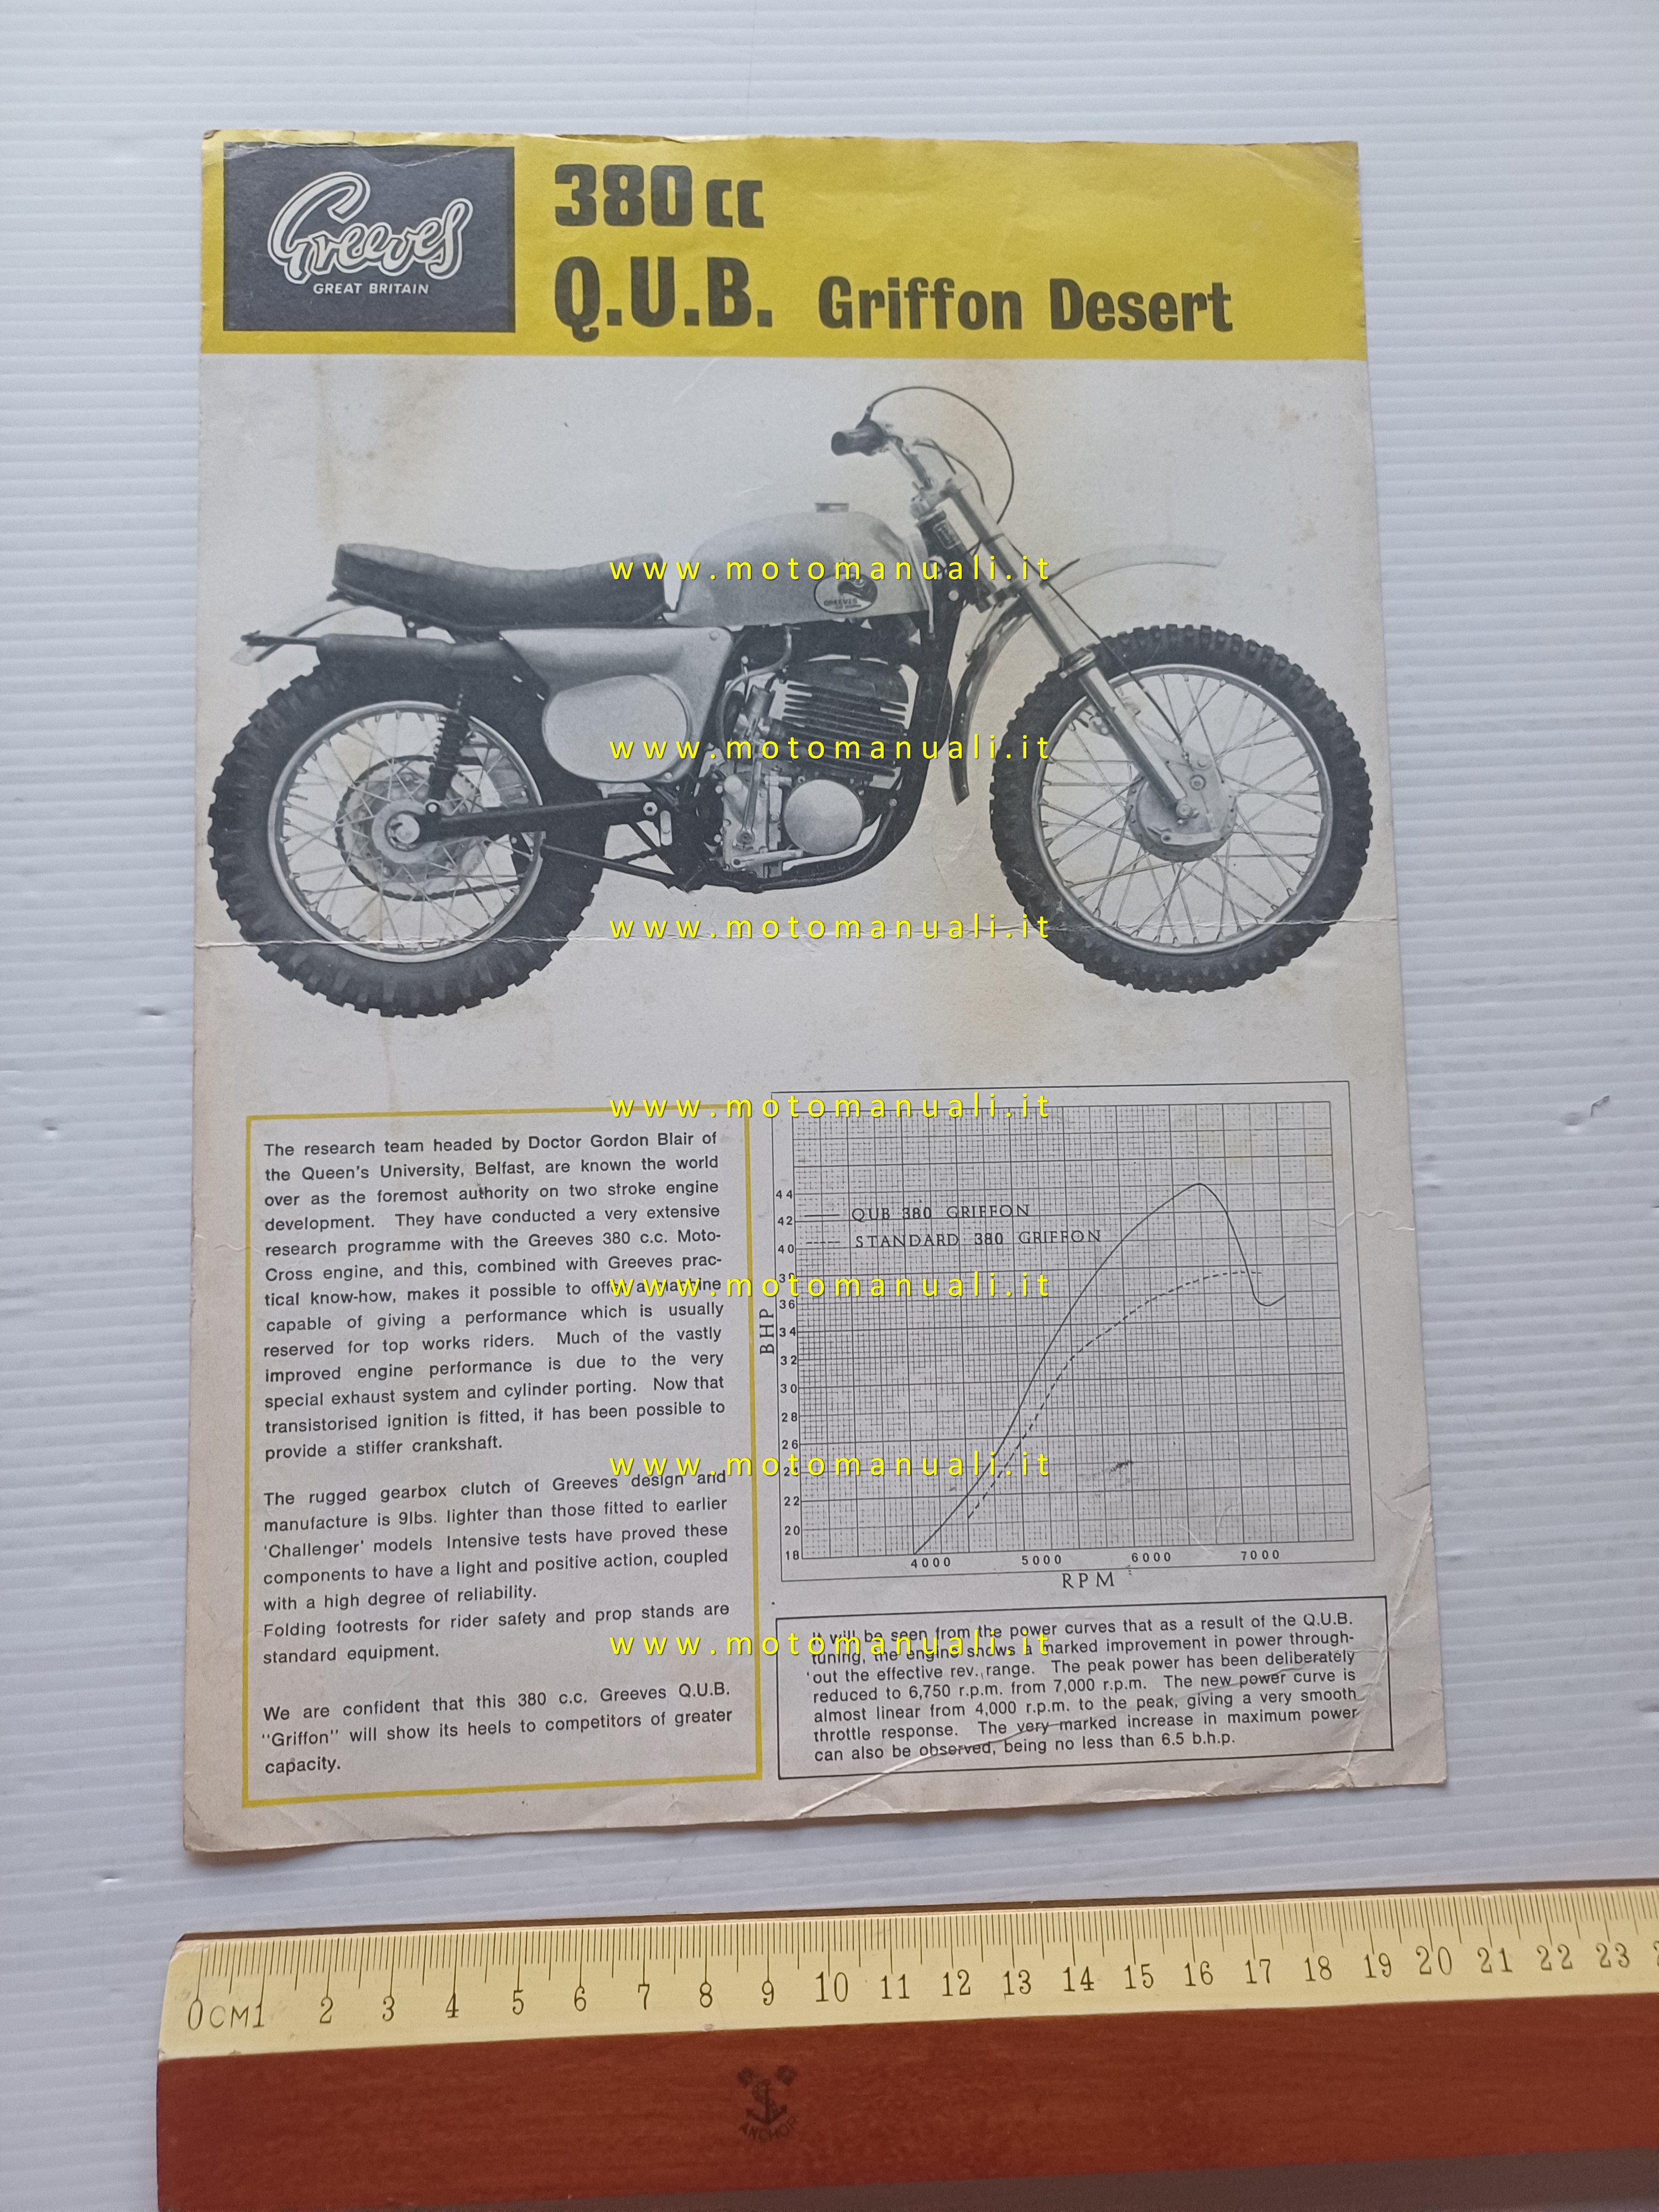 Greeves
GREAT BRITAIN
380cc
Q.U.B. Griffon Desert
www.motomanuali.it
GREEVES
www.motomanuali.it
www.motomanuali.it
www.motomanuali.it
The research team headed by Doctor Gordon Blair of
the Queen's University, Belfast, are known the world
over as the foremost authority on two stroke engine
development. They have conducted a very extensive
research programme with the Greeves 380 c.c. Moto-
Cross engine, and this, combined with Greeves prac-
tical know-how, makes it possible to offer a machine
capable of giving a performance which is usually
reserved for top works riders. Much of the vastly
improved engine performance is due to the very
special exhaust system and cylinder porting. Now that
transistorised ignition is fitted, it has been possible to
provide a stiffer crankshaft.
The rugged gearbox clutch of Greeves design and
manufacture is 9lbs. lighter than those fitted to earlier
'Challenger' models Intensive tests have proved these
components to have a light and positive action, coupled
with a high degree of reliability.
Folding footrests for rider safety and prop stands are
standard equipment.
We are confident that this 380 c.c. Greeves Q.U.B.
"Griffon" will show its heels to competitors of greater
capacity.
www.motomanuali.it
www.motomanuali.it
www.motomanuali.it
BHP
44
42
40
38
36
34
32
30
28
26
24
22
20
18
QUB 380 GRIFFON
STANDARD 380 GRIFFON
4000 5000 6000 7000
RPM
It will be seen from the power curves that as a result of the Q.U.B.
tuning, the engine shows a marked improvement in power through-
out the effective rev. range. The peak power has been deliberately
reduced to 6,750 r.p.m. from 7,000 r.p.m. The new power curve is
almost linear from 4,000 r.p.m. to the peak, giving a very smooth
throttle response. The very marked increase in maximum power
can also be observed, being no less than 6.5 b.h.p.
0CM1 2 3 4 5 6 7 8 9 10 11 12 13 14 15 16 17 18 19 20 21 22 23
ANCHOR